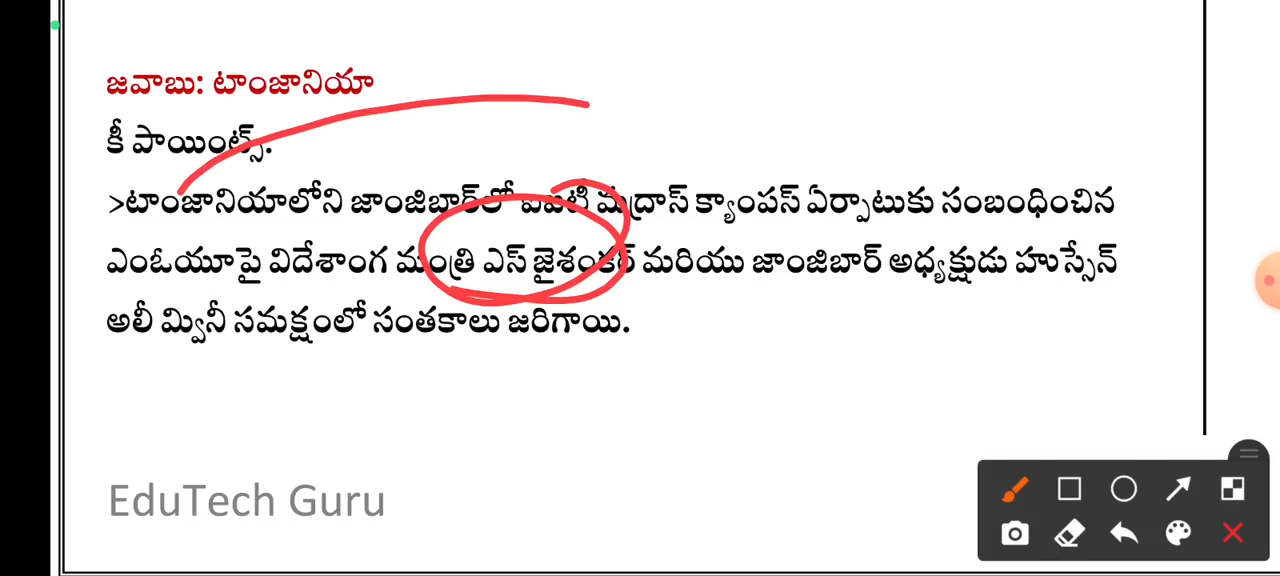 జవాబు: టాంజానియా
కీ పాయింట్స్.
>టాంజానియాలోని జాంజిబార్‌లో ఐఐటీ మద్రాస్ క్యాంపస్ ఏర్పాటుకు సంబంధించిన
ఎంఓయూపై విదేశాంగ మంత్రి ఎస్ జైశంకర్ మరియు జాంజిబార్ అధ్యక్షుడు హుస్సేన్
అలీ మ్వినీ సమక్షంలో సంతకాలు జరిగాయి.
EduTech Guru